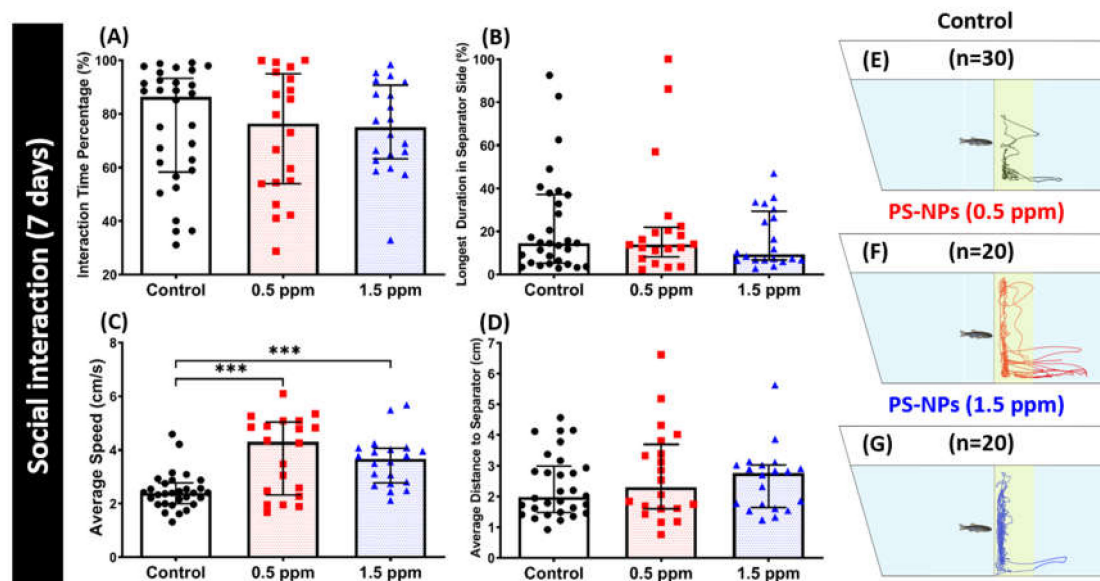 Social interaction (7 days)
(A)
Interaction Time Percentage (%)
100
80
60
40
20
Control
0.5 ppm
1.5 ppm
(B)
Longest Duration in Separator Side (%)
100
80
60
40
20
0
Control
0.5 ppm
1.5 ppm
(C)
Average Speed (cm/s)
8
6
4
2
0
***
***
Control
0.5 ppm
1.5 ppm
(D)
Average Distance to Separator (cm)
8
7
6
5
4
3
2
1
0
Control
0.5 ppm
1.5 ppm
Control
(E)
(n=30)
PS-NPs (0.5 ppm)
(F)
(n=20)
PS-NPs (1.5 ppm)
(G)
(n=20)